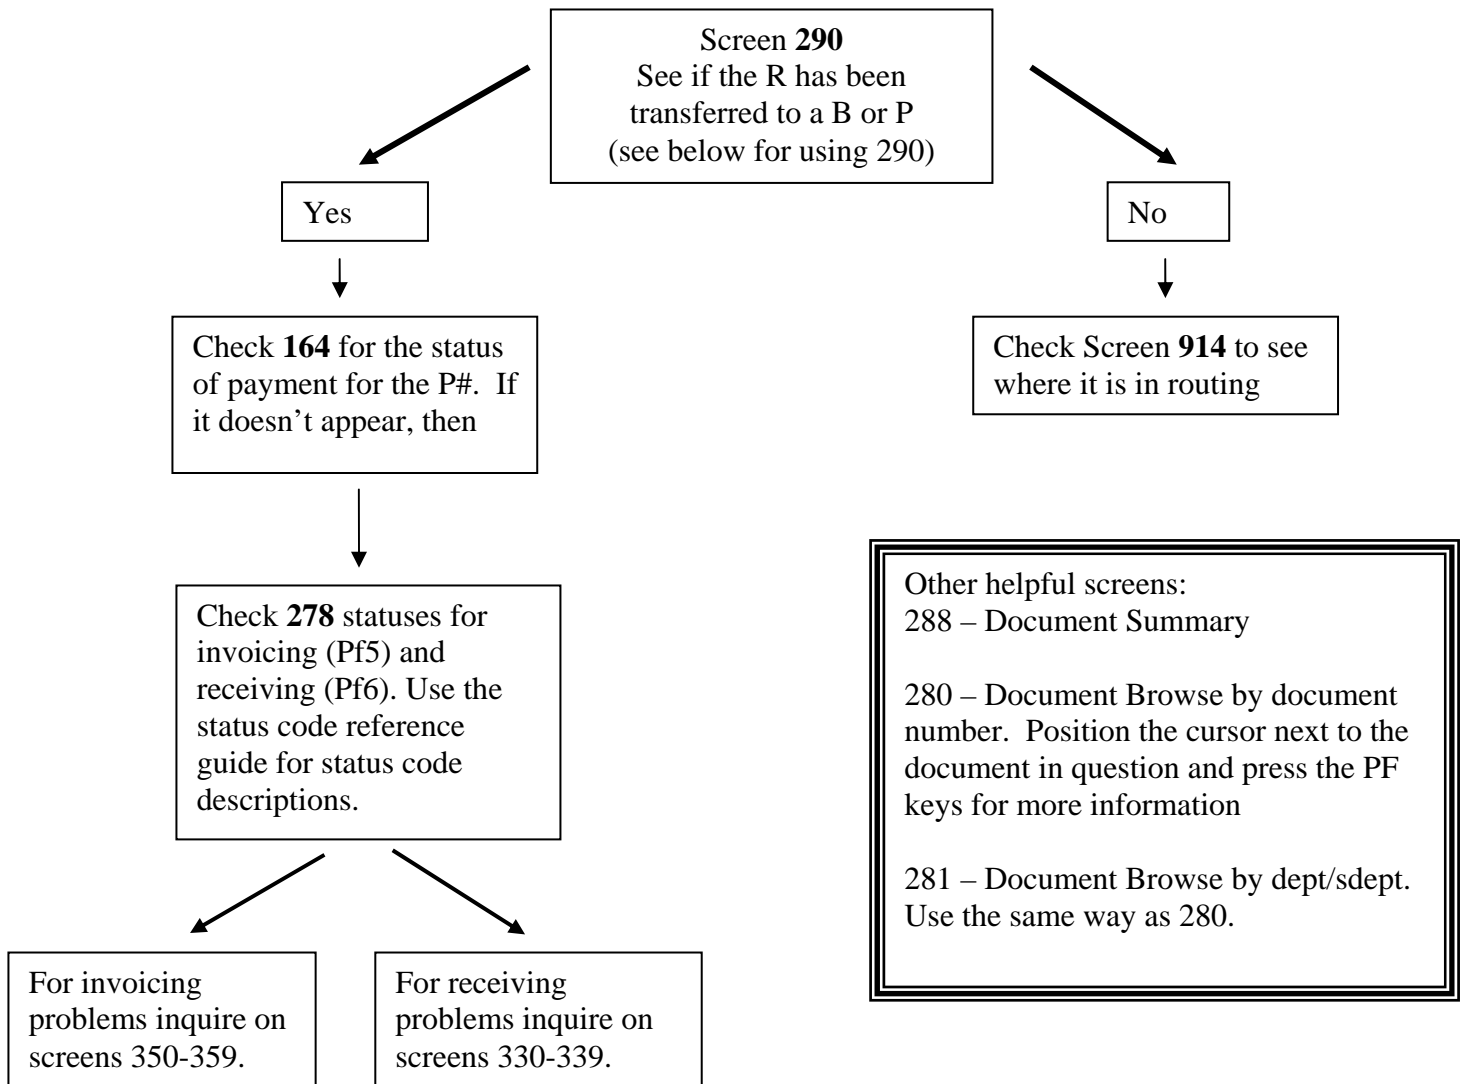 Screen 290
See if the R has been
transferred to a B or P
(see below for using 290)
Yes
No
Check 164 for the status
of payment for the P#.  If
it doesn’t appear, then
Check Screen 914 to see
where it is in routing
Check 278 statuses for
invoicing (Pf5) and
receiving (Pf6). Use the
status code reference
guide for status code
descriptions.
Other helpful screens:
288 – Document Summary
280 – Document Browse by document
number.  Position the cursor next to the
document in question and press the PF
keys for more information
281 – Document Browse by dept/sdept.
Use the same way as 280.
For invoicing
problems inquire on
screens 350-359.
For receiving
problems inquire on
screens 330-339.